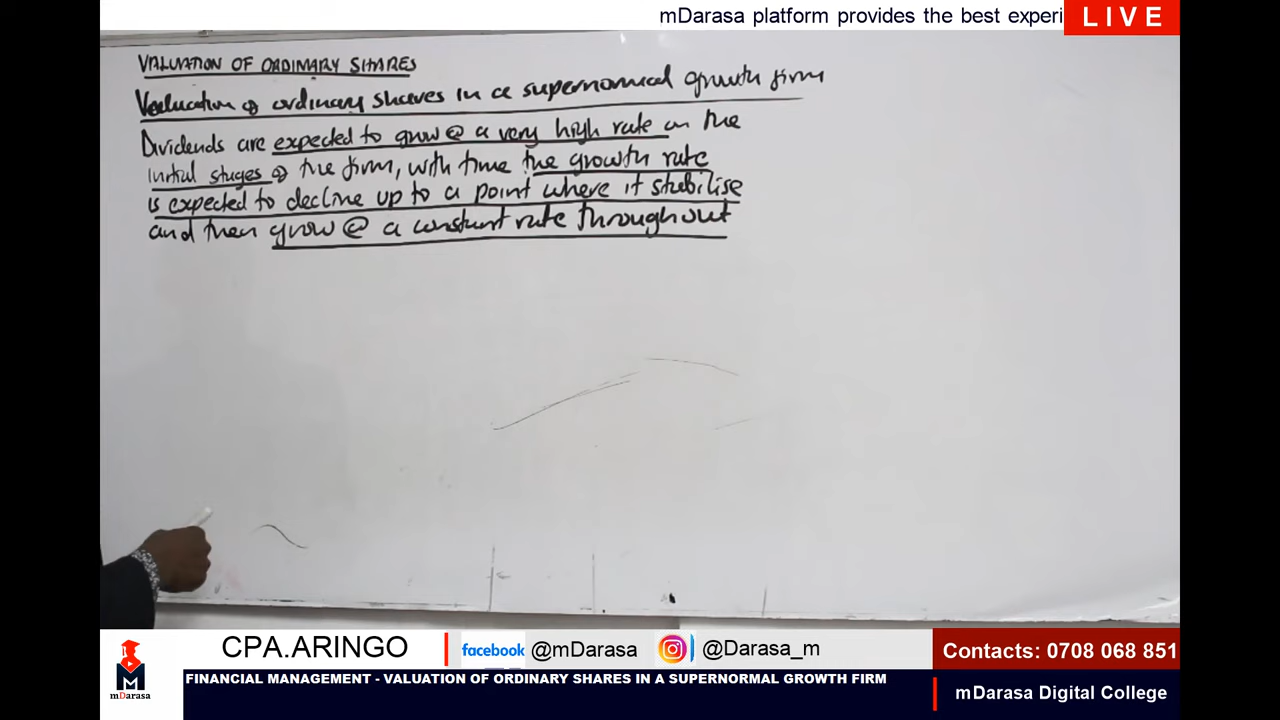 mDarasa platform provides the best experi
LIVE
VALUATION OF ORDINARY SHARES
Valuation of ordinary shares in a supernormal growth firm
Dividends are expected to grow @ a very high rate in the
initial stages of the firm, with time the growth rate
is expected to decline up to a point where it stabilise
and then grow @ a constant rate throughout
CPA.ARINGO
facebook @mDarasa
@Darasa_m
Contacts: 0708 068 851
mDarasa
FINANCIAL MANAGEMENT - VALUATION OF ORDINARY SHARES IN A SUPERNORMAL GROWTH FIRM
mDarasa Digital College